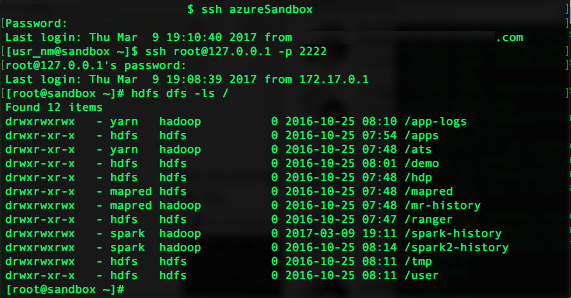 $ ssh azureSandbox
[Password:
Last login: Thu Mar  9 19:10:40 2017 from .com
[usr_nm@sandbox ~]$ ssh root@127.0.0.1 -p 2222
[root@127.0.0.1's password:
Last login: Thu Mar  9 19:08:39 2017 from 172.17.0.1
[root@sandbox ~]# hdfs dfs -ls /
Found 12 items
drwxrwxrwx   - yarn   hadoop          0 2016-10-25 08:10 /app-logs
drwxr-xr-x   - hdfs   hdfs            0 2016-10-25 07:54 /apps
drwxr-xr-x   - yarn   hadoop          0 2016-10-25 07:48 /ats
drwxr-xr-x   - hdfs   hdfs            0 2016-10-25 08:01 /demo
drwxr-xr-x   - hdfs   hdfs            0 2016-10-25 07:48 /hdp
drwxr-xr-x   - mapred hdfs            0 2016-10-25 07:48 /mapred
drwxrwxrwx   - mapred hadoop          0 2016-10-25 07:48 /mr-history
drwxr-xr-x   - hdfs   hdfs            0 2016-10-25 07:47 /ranger
drwxrwxrwx   - spark  hadoop          0 2017-03-09 19:11 /spark-history
drwxrwxrwx   - spark  hadoop          0 2016-10-25 08:14 /spark2-history
drwxrwxrwx   - hdfs   hdfs            0 2016-10-25 08:11 /tmp
drwxr-xr-x   - hdfs   hdfs            0 2016-10-25 08:11 /user
[root@sandbox ~]#